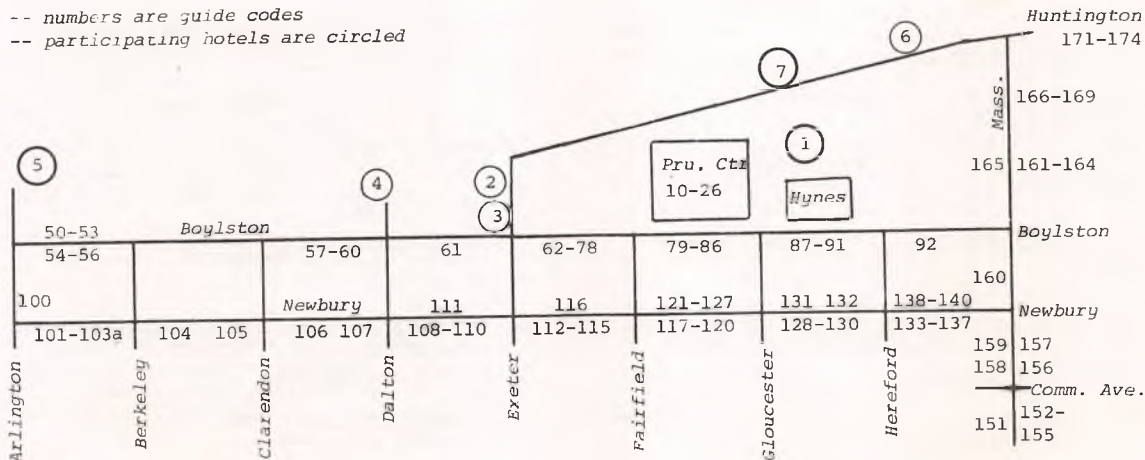 -- numbers are guide codes
-- participating hotels are circled
Huntington
171-174
6
7
Mass.
166-169
5
4
2
3
Pru. Ctr
10-26
1
Hynes
165
161-164
50-53
Boylston
Boylston
54-56
57-60
61
62-78
79-86
87-91
92
160
100
Newbury
111
116
121-127
131 132
138-140
Newbury
101-103a
104
105
106 107
108-110
112-115
117-120
128-130
133-137
159
157
158
156
Comm. Ave.
151
152-
155
Arlington
Berkeley
Clarendon
Dalton
Exeter
Fairfield
Gloucester
Hereford